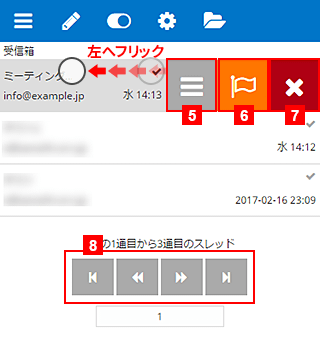 受信箱
左へフリック
ミーティング
info@example.jp
水 14:13
5
6
7
水 14:12
2017-02-16 23:09
8
の1通目から3通目のスレッド
1